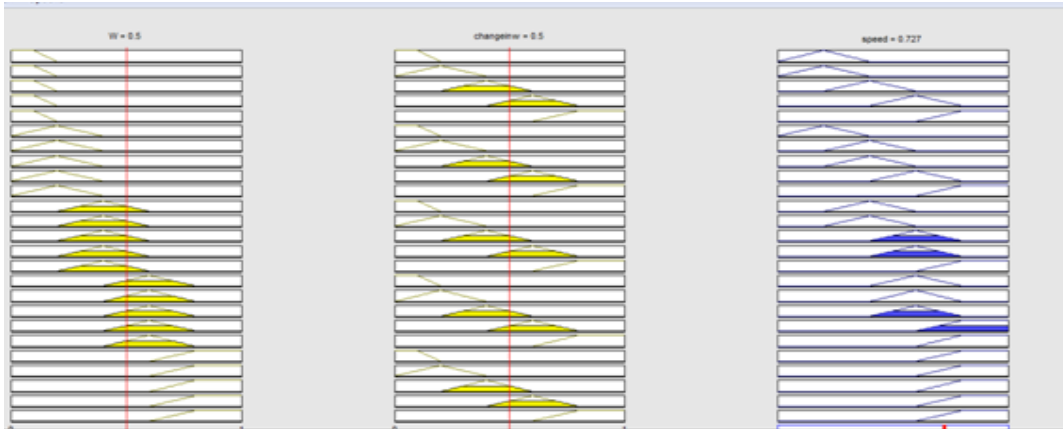 W = 0.5
changeinw = 0.5
speed = 0.727